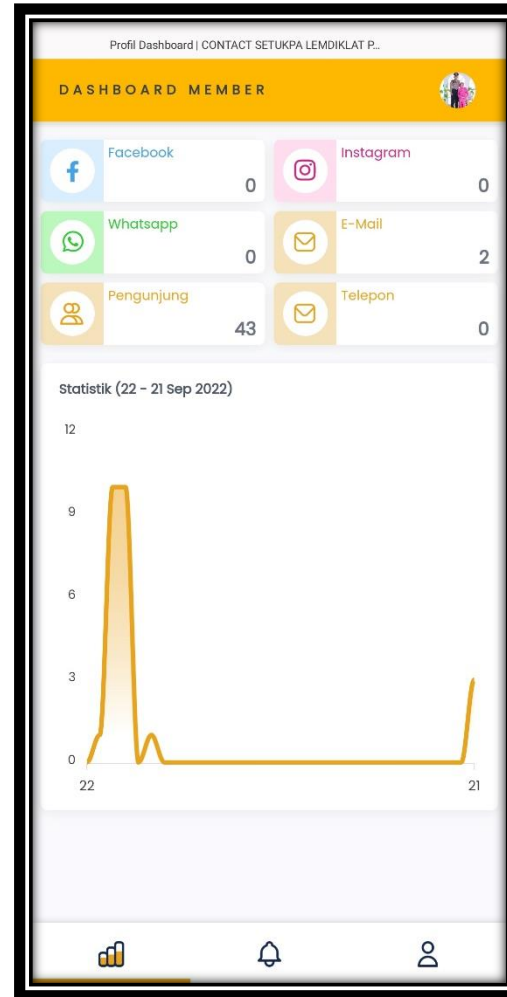 Profil Dashboard | CONTACT SETUKPA LEMDIKLAT P...
DASHBOARD MEMBER
Facebook
0
Instagram
0
Whatsapp
0
E-Mail
2
Pengunjung
43
Telepon
0
Statistik (22 - 21 Sep 2022)
12
9
6
3
0
22
21